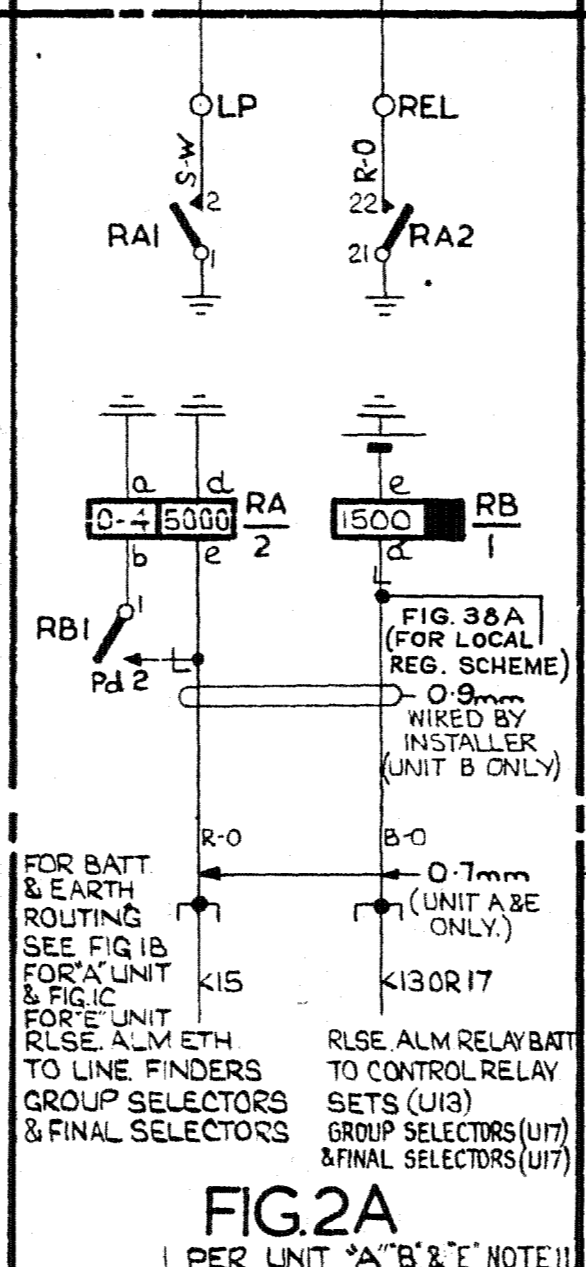 LP
REL
S-W
R-O
2
22
RA1
RA2
1
21
a
d
e
0-4
5000
RA
2
1500
RB
1
b
e
d
L
RB1
1
FIG. 38A
(FOR LOCAL
REG. SCHEME)
Pd 2
L
0·9mm
WIRED BY
INSTALLER
(UNIT B ONLY)
R-O
B-O
FOR BATT.
& EARTH
ROUTING
SEE FIG 1B
FOR "A" UNIT
& FIG.1C
FOR "E" UNIT
0·7mm
(UNIT A&E
ONLY.)
<15
<13 OR 17
RLSE. ALM ETH.
TO LINE. FINDERS
GROUP SELECTORS
& FINAL SELECTORS
RLSE. ALM RELAY BATT
TO CONTROL RELAY
SETS (U13)
GROUP SELECTORS (U17)
& FINAL SELECTORS (U17)
FIG. 2A
1 PER UNIT "A" "B" & "E" NOTE 11